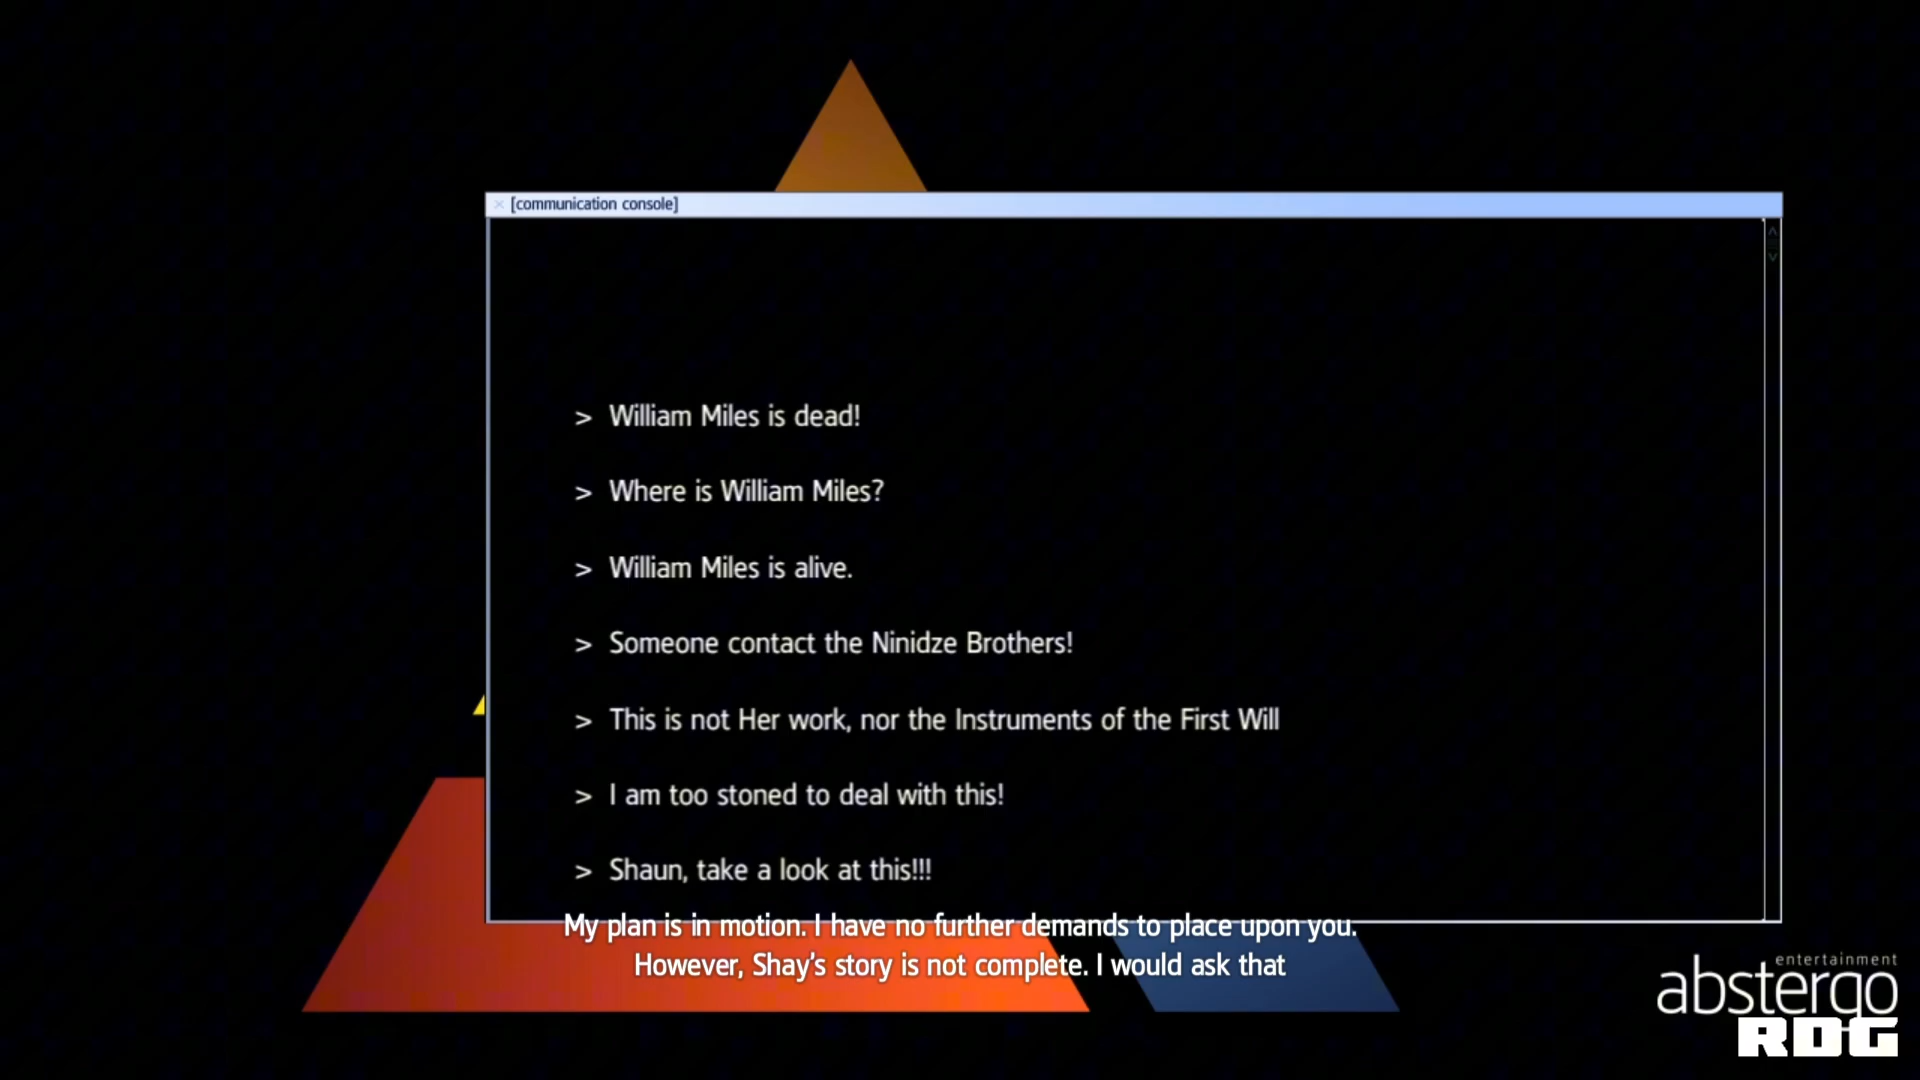 × [communication console]
> William Miles is dead!
> Where is William Miles?
> William Miles is alive.
> Someone contact the Ninidze Brothers!
> This is not Her work, nor the Instruments of the First Will
> I am too stoned to deal with this!
> Shaun, take a look at this!!!
My plan is in motion. I have no further demands to place upon you.
However, Shay's story is not complete. I would ask that
entertainment
abstergo
RDG